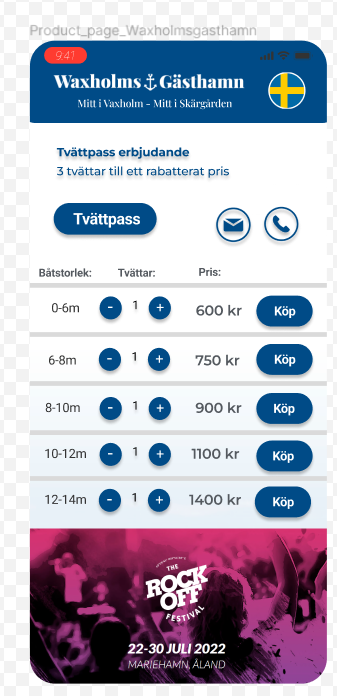 Product_page_Waxholmsgasthamn
9:41
Waxholms Gästhamn
Mitt i Vaxholm - Mitt i Skärgården
Tvättpass erbjudande
3 tvättar till ett rabatterat pris
Tvättpass
Båtstorlek: Tvättar: Pris:
0-6m - 1 + 600 kr Köp
6-8m - 1 + 750 kr Köp
8-10m - 1 + 900 kr Köp
10-12m - 1 + 1100 kr Köp
12-14m - 1 + 1400 kr Köp
THE
ROCK
OFF
FESTIVAL
22-30 JULI 2022
MARIEHAMN, ÅLAND